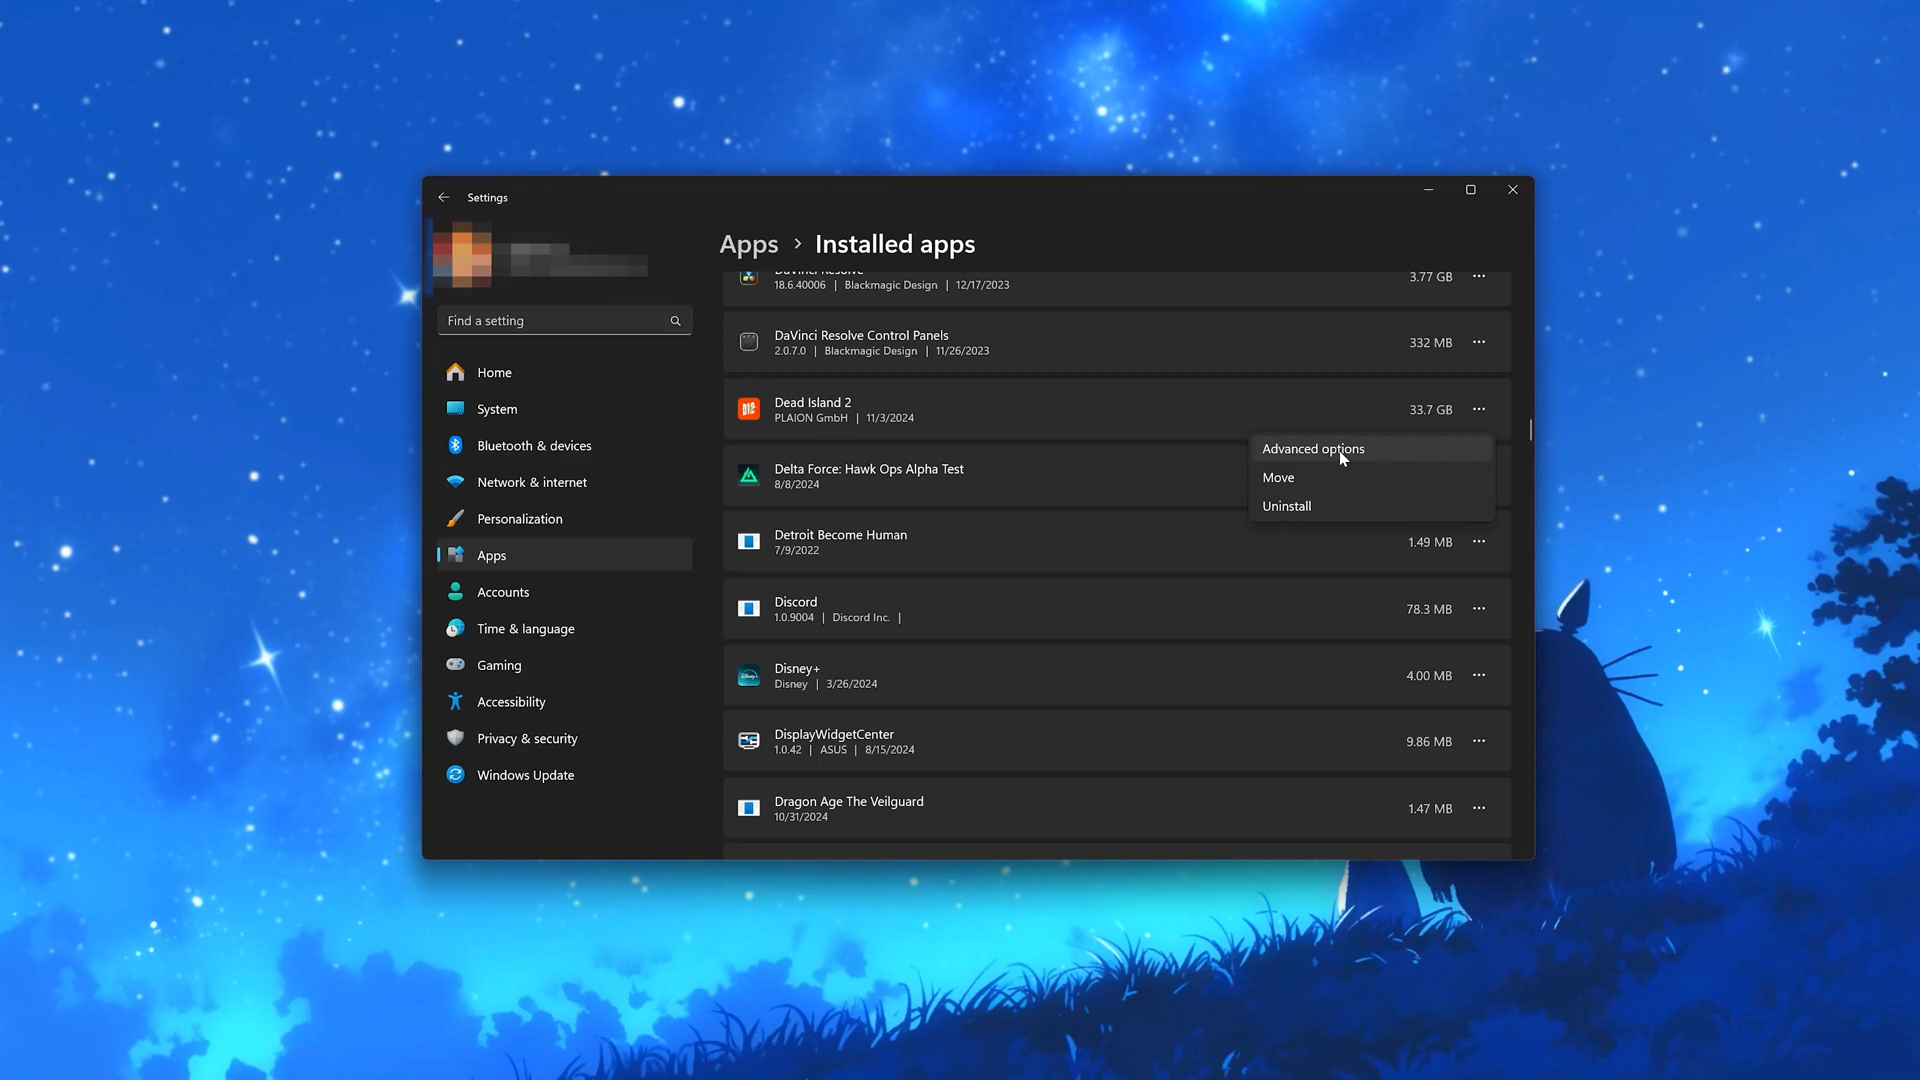 Settings
Find a setting
Home
System
Bluetooth & devices
Network & internet
Personalization
Apps
Accounts
Time & language
Gaming
Accessibility
Privacy & security
Windows Update
Apps > Installed apps
DaVinci Resolve
18.6.40006 | Blackmagic Design | 12/17/2023
3.77 GB
DaVinci Resolve Control Panels
2.0.7.0 | Blackmagic Design | 11/26/2023
332 MB
Dead Island 2
PLAION GmbH | 11/3/2024
33.7 GB
Advanced options
Move
Uninstall
Delta Force: Hawk Ops Alpha Test
8/8/2024
Detroit Become Human
7/9/2022
1.49 MB
Discord
1.0.9004 | Discord Inc. |
78.3 MB
Disney+
Disney | 3/26/2024
4.00 MB
DisplayWidgetCenter
1.0.42 | ASUS | 8/15/2024
9.86 MB
Dragon Age The Veilguard
10/31/2024
1.47 MB